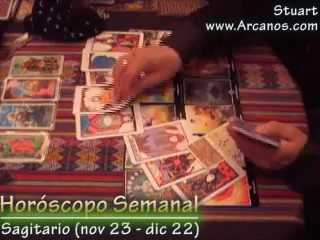 Stuart
www.Arcanos.com
Horóscopo Semanal
Sagitario (nov 23 - dic 22)